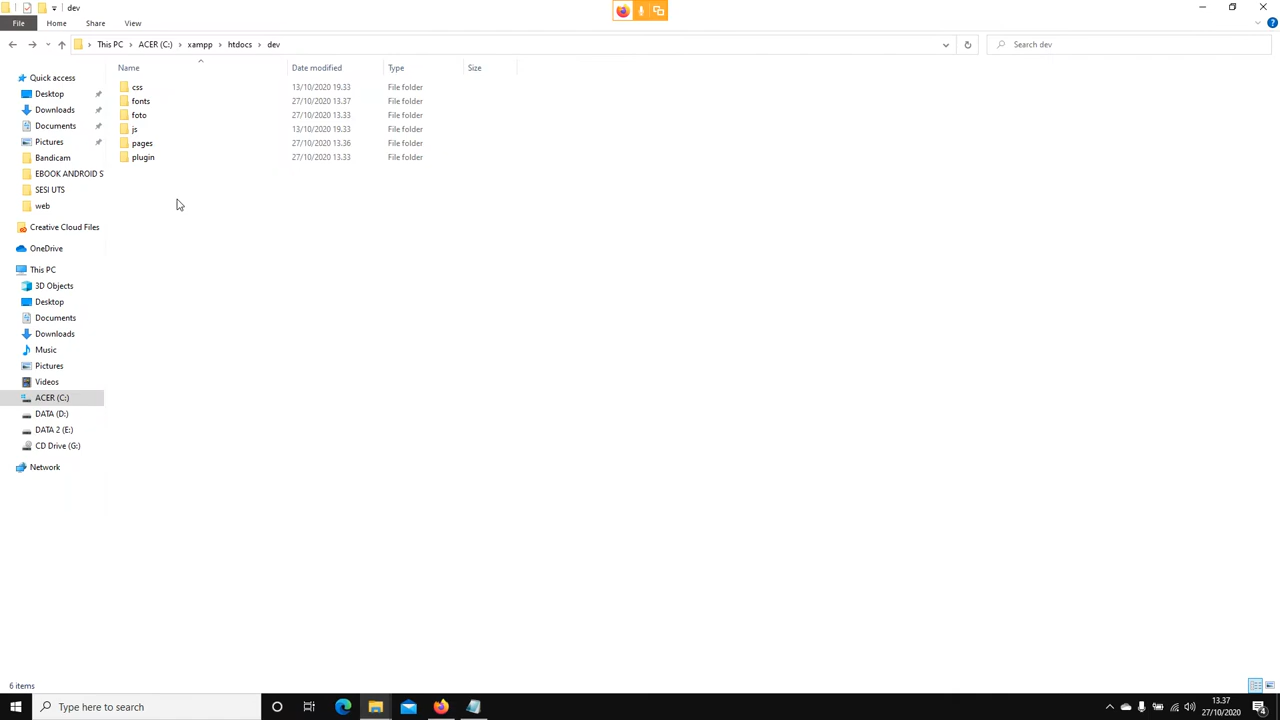 dev
File Home Share View
This PC ACER (C:) xampp htdocs dev
Search dev
Name Date modified Type Size
css 13/10/2020 19.33 File folder
fonts 27/10/2020 13.37 File folder
foto 27/10/2020 13.33 File folder
js 13/10/2020 19.33 File folder
pages 27/10/2020 13.36 File folder
plugin 27/10/2020 13.33 File folder
Quick access
Desktop
Downloads
Documents
Pictures
Bandicam
EBOOK ANDROID S
SESI UTS
web
Creative Cloud Files
OneDrive
This PC
3D Objects
Desktop
Documents
Downloads
Music
Pictures
Videos
ACER (C:)
DATA (D:)
DATA 2 (E:)
CD Drive (G:)
Network
6 items
Type here to search
13.37
27/10/2020
4